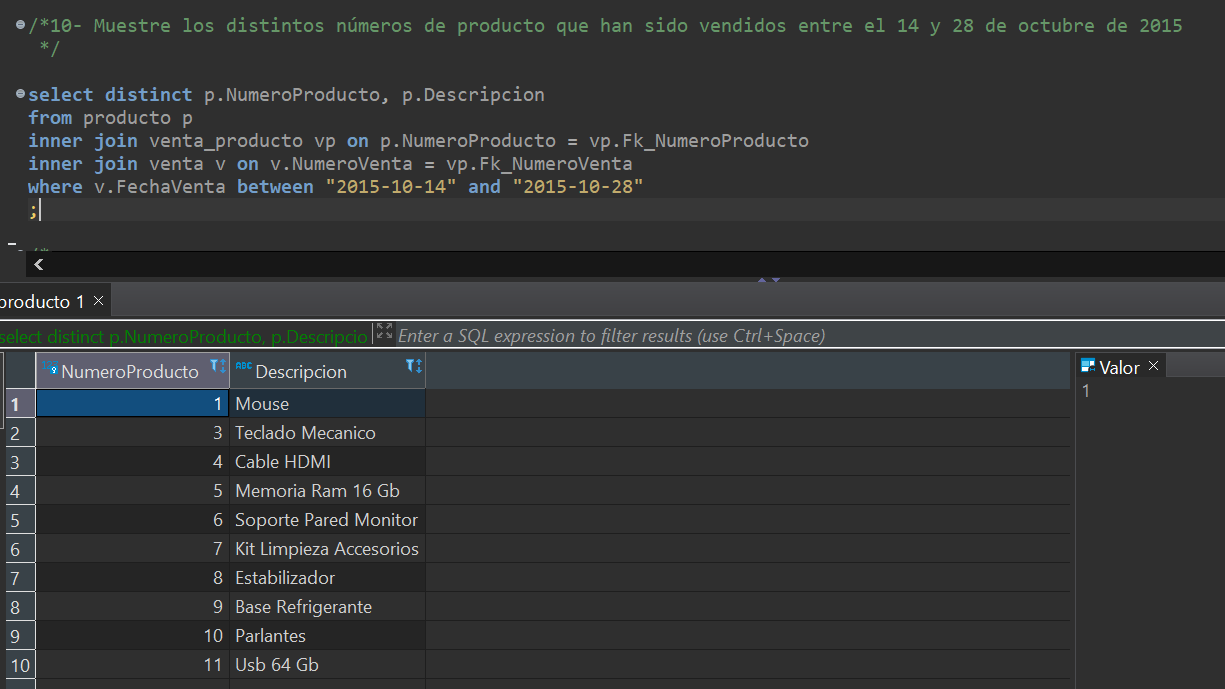 /*10- Muestre los distintos números de producto que han sido vendidos entre el 14 y 28 de octubre de 2015
*/
select distinct p.NumeroProducto, p.Descripcion
from producto p
inner join venta_producto vp on p.NumeroProducto = vp.Fk_NumeroProducto
inner join venta v on v.NumeroVenta = vp.Fk_NumeroVenta
where v.FechaVenta between "2015-10-14" and "2015-10-28"
;
/*
producto 1
select distinct p.NumeroProducto, p.Descripcio Enter a SQL expression to filter results (use Ctrl+Space)
NumeroProducto ABC Descripcion Valor
1 1 Mouse 1
2 3 Teclado Mecanico
3 4 Cable HDMI
4 5 Memoria Ram 16 Gb
5 6 Soporte Pared Monitor
6 7 Kit Limpieza Accesorios
7 8 Estabilizador
8 9 Base Refrigerante
9 10 Parlantes
10 11 Usb 64 Gb